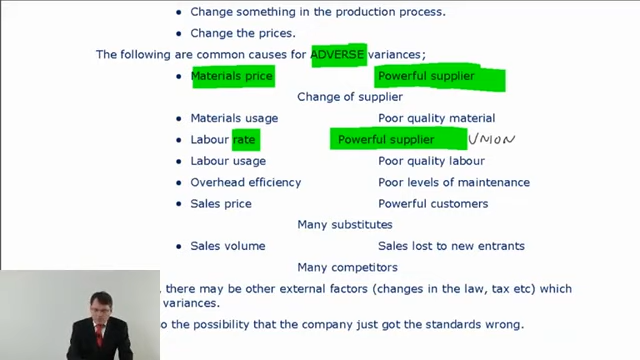 • Change something in the production process.
• Change the prices.
The following are common causes for ADVERSE variances;
• Materials price Powerful supplier
Change of supplier
• Materials usage Poor quality material
• Labour rate Powerful supplier UNION
• Labour usage Poor quality labour
• Overhead efficiency Poor levels of maintenance
• Sales price Powerful customers
Many substitutes
• Sales volume Sales lost to new entrants
Many competitors
, there may be other external factors (changes in the law, tax etc) which
variances.
o the possibility that the company just got the standards wrong.